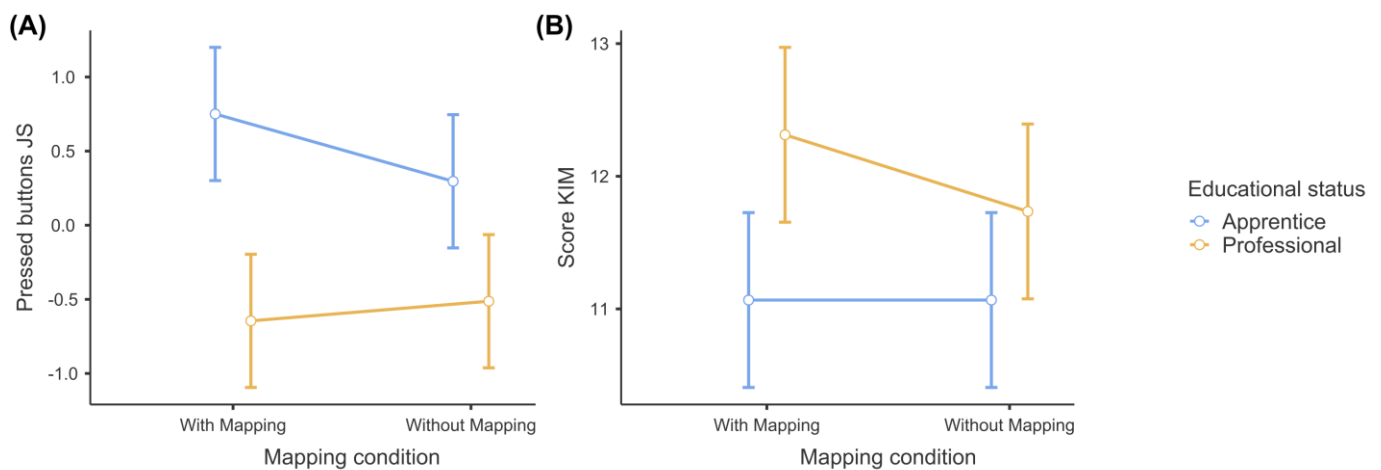 (A)
Pressed buttons JS
1.0
0.5
0.0
-0.5
-1.0
With Mapping
Without Mapping
Mapping condition
(B)
Score KIM
13
12
11
With Mapping
Without Mapping
Mapping condition
Educational status
Apprentice
Professional